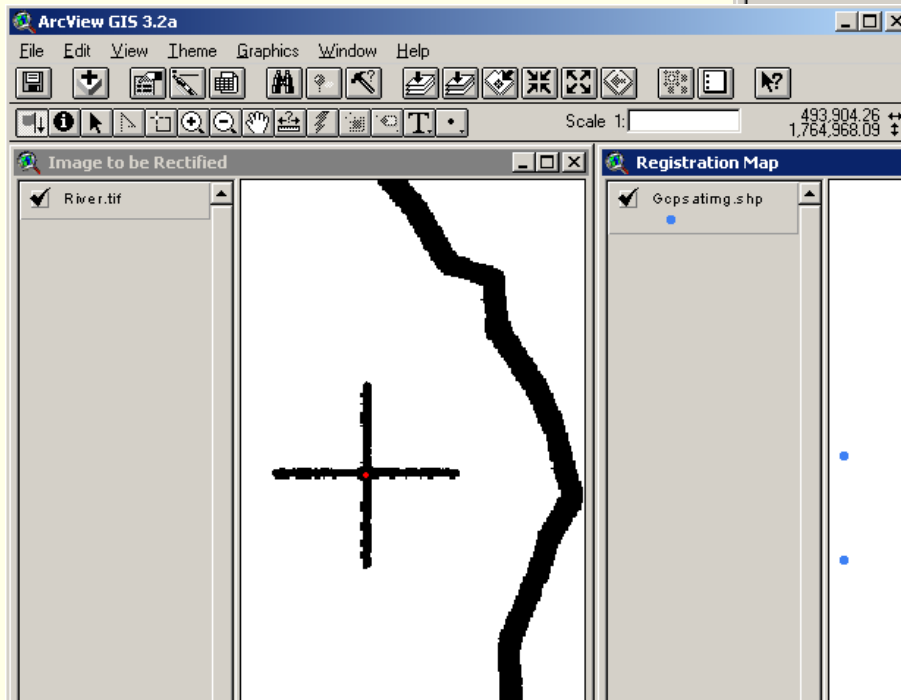 ArcView GIS 3.2a
File Edit View Theme Graphics Window Help
Scale 1: 493,904.26
1,764,968.09
Image to be Rectified
River.tif
Registration Map
Gcpsatimg.shp